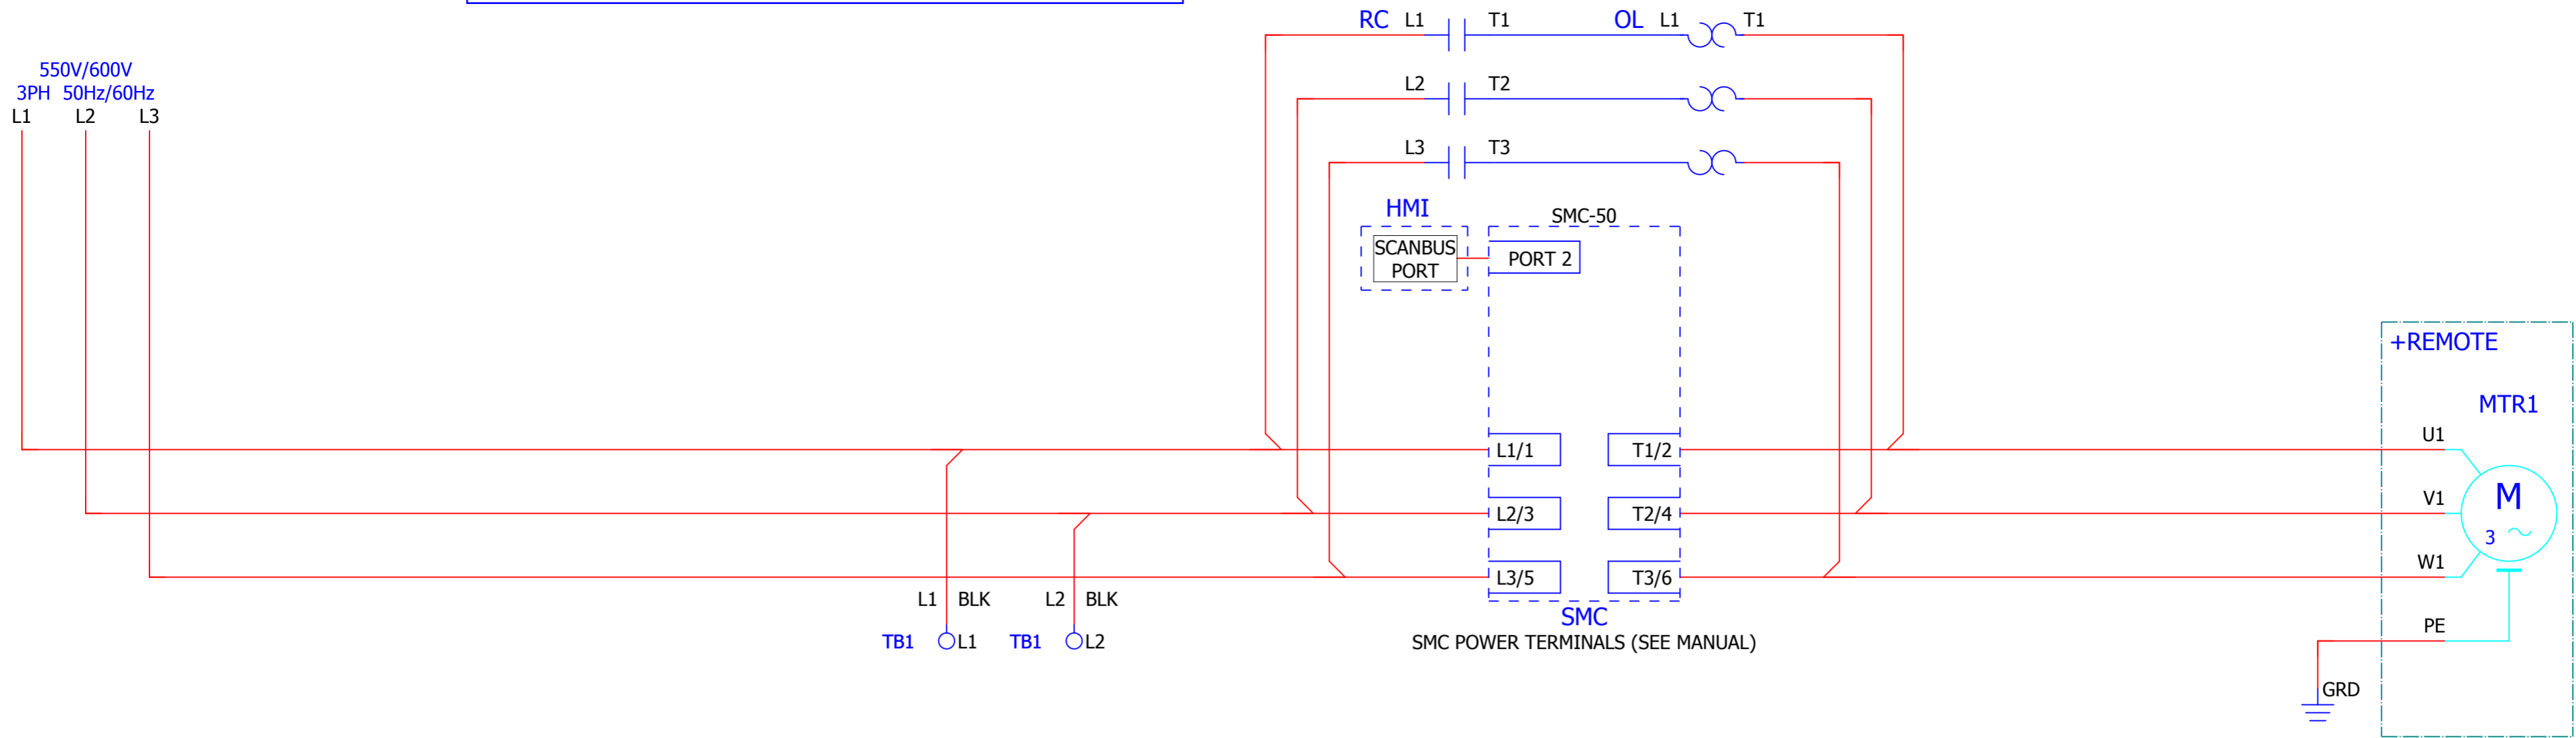 RC L1 T1 OL L1 T1
550V/600V
3PH 50Hz/60Hz
L1 L2 L3
L2 T2
L3 T3
HMI
SMC-50
SCANBUS
PORT
PORT 2
+REMOTE
MTR1
U1
L1/1 T1/2
V1
M
L2/3 T2/4
3
W1
L3/5 T3/6
L1 BLK L2 BLK
SMC
PE
TB1 L1 TB1 L2
SMC POWER TERMINALS (SEE MANUAL)
GRD